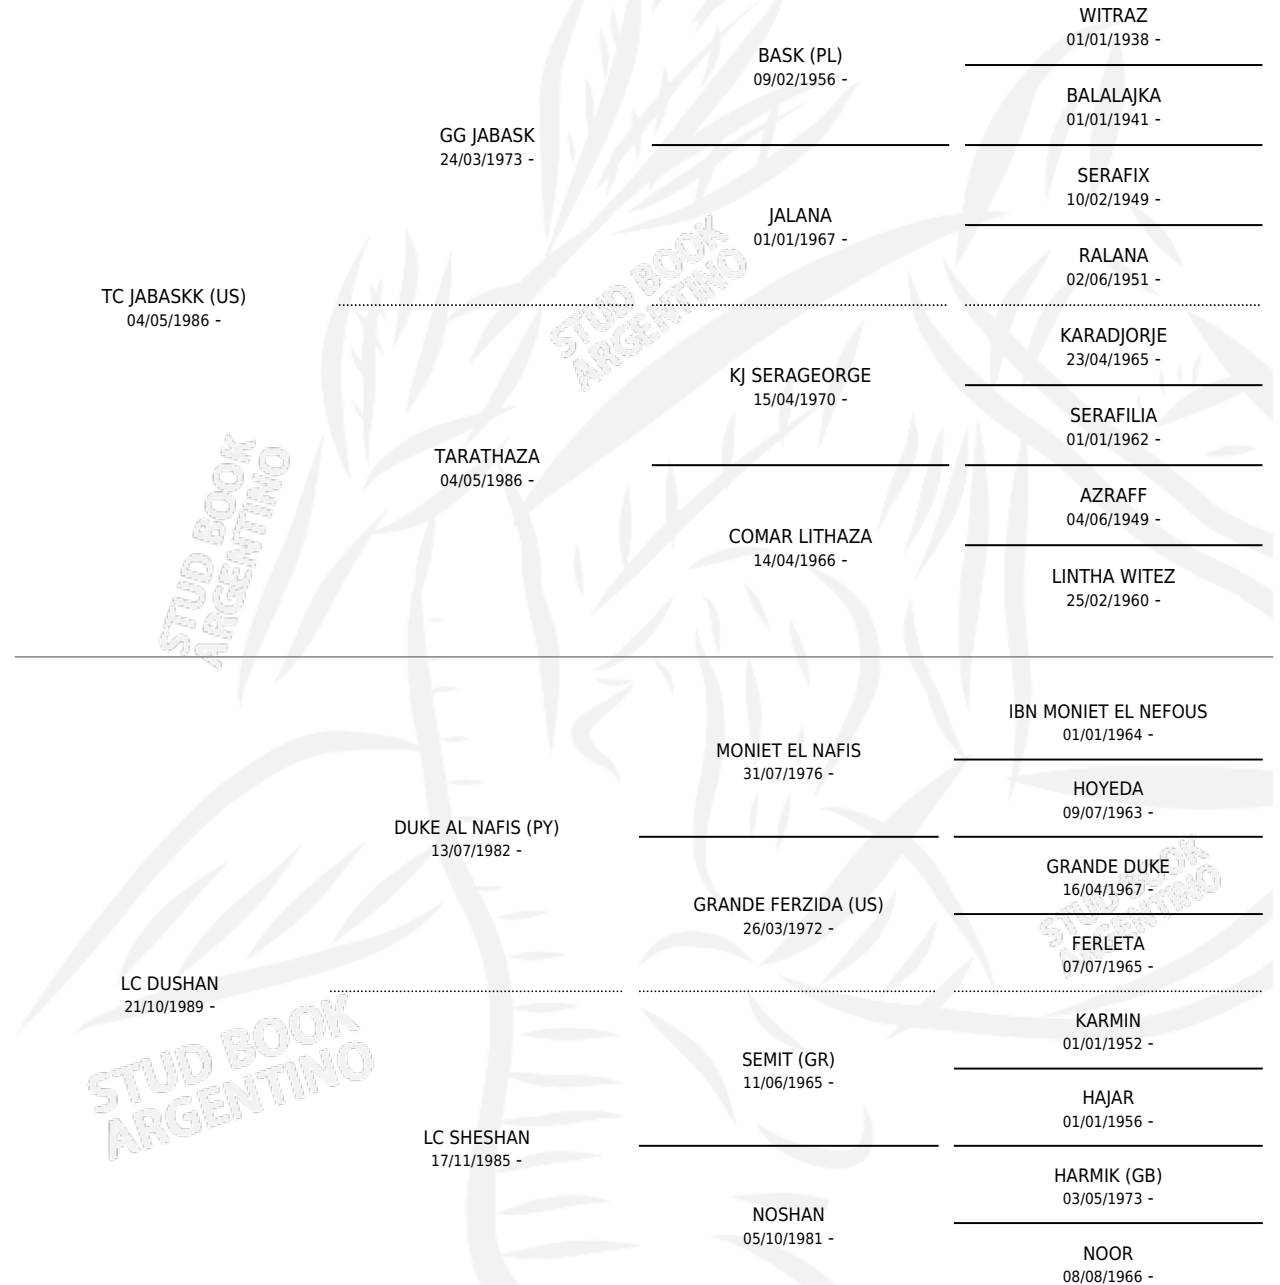 WITRAZ
01/01/1938 -
BASK (PL)
09/02/1956 -
BALALAJKA
01/01/1941 -
GG JABASK
24/03/1973 -
SERAFIX
10/02/1949 -
JALANA
01/01/1967 -
RALANA
02/06/1951 -
TC JABASKK (US)
04/05/1986 -
KARADJORJE
23/04/1965 -
KJ SERAGEORGE
15/04/1970 -
SERAFILIA
01/01/1962 -
TARATHAZA
04/05/1986 -
AZRAFF
04/06/1949 -
COMAR LITHAZA
14/04/1966 -
LINTHA WITEZ
25/02/1960 -
IBN MONIET EL NEFOUS
01/01/1964 -
MONIET EL NAFIS
31/07/1976 -
HOYEDA
09/07/1963 -
DUKE AL NAFIS (PY)
13/07/1982 -
GRANDE DUKE
16/04/1967 -
GRANDE FERZIDA (US)
26/03/1972 -
FERLETA
07/07/1965 -
LC DUSHAN
21/10/1989 -
KARMIN
01/01/1952 -
SEMIT (GR)
11/06/1965 -
HAJAR
01/01/1956 -
LC SHESHAN
17/11/1985 -
HARMIK (GB)
03/05/1973 -
NOSHAN
05/10/1981 -
NOOR
08/08/1966 -
STUD BOOK
ARGENTINO
STUD BOOK
ARGENTINO
STUD BOOK
ARGENTINO
STUD BOOK
ARGENTINO